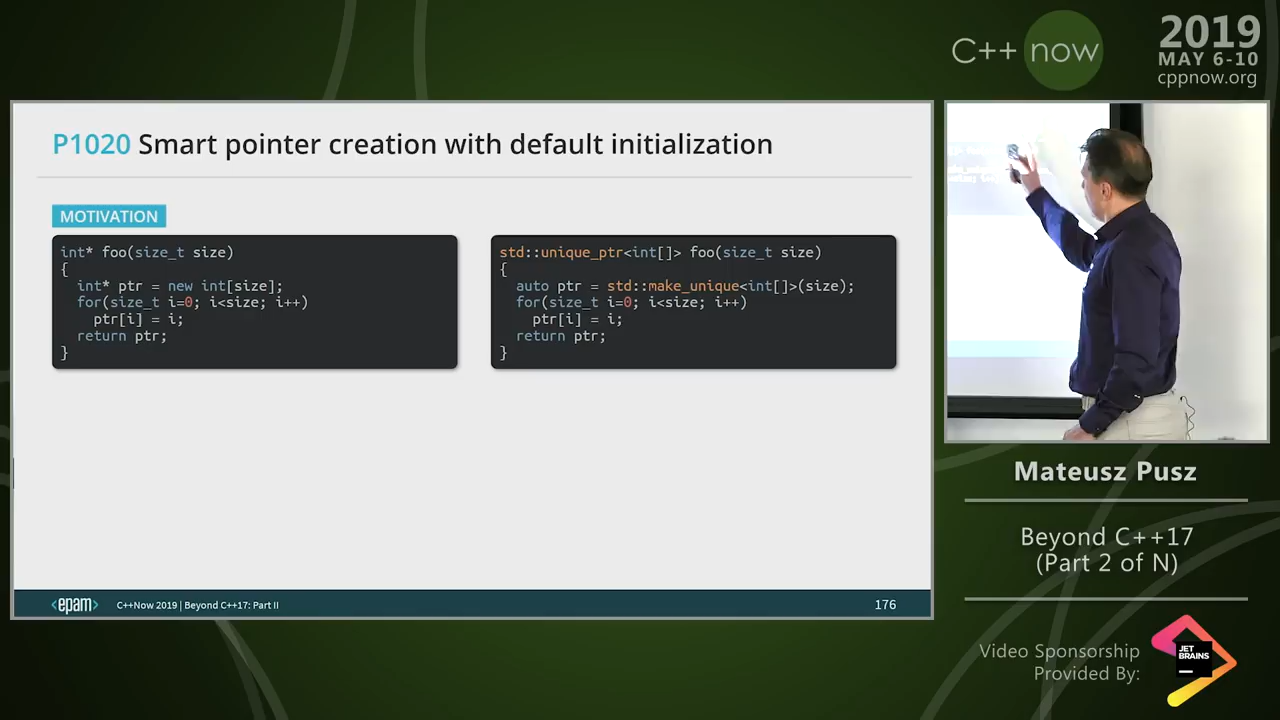 C++ now
2019
MAY 6-10
cppnow.org
P1020 Smart pointer creation with default initialization
MOTIVATION
int* foo(size_t size)
{
  int* ptr = new int[size];
  for(size_t i=0; i<size; i++)
    ptr[i] = i;
  return ptr;
}
std::unique_ptr<int[]> foo(size_t size)
{
  auto ptr = std::make_unique<int[]>(size);
  for(size_t i=0; i<size; i++)
    ptr[i] = i;
  return ptr;
}
<epam>
C++Now 2019 | Beyond C++17: Part II
176
Mateusz Pusz
Beyond C++17
(Part 2 of N)
Video Sponsorship
Provided By:
JET
BRAINS